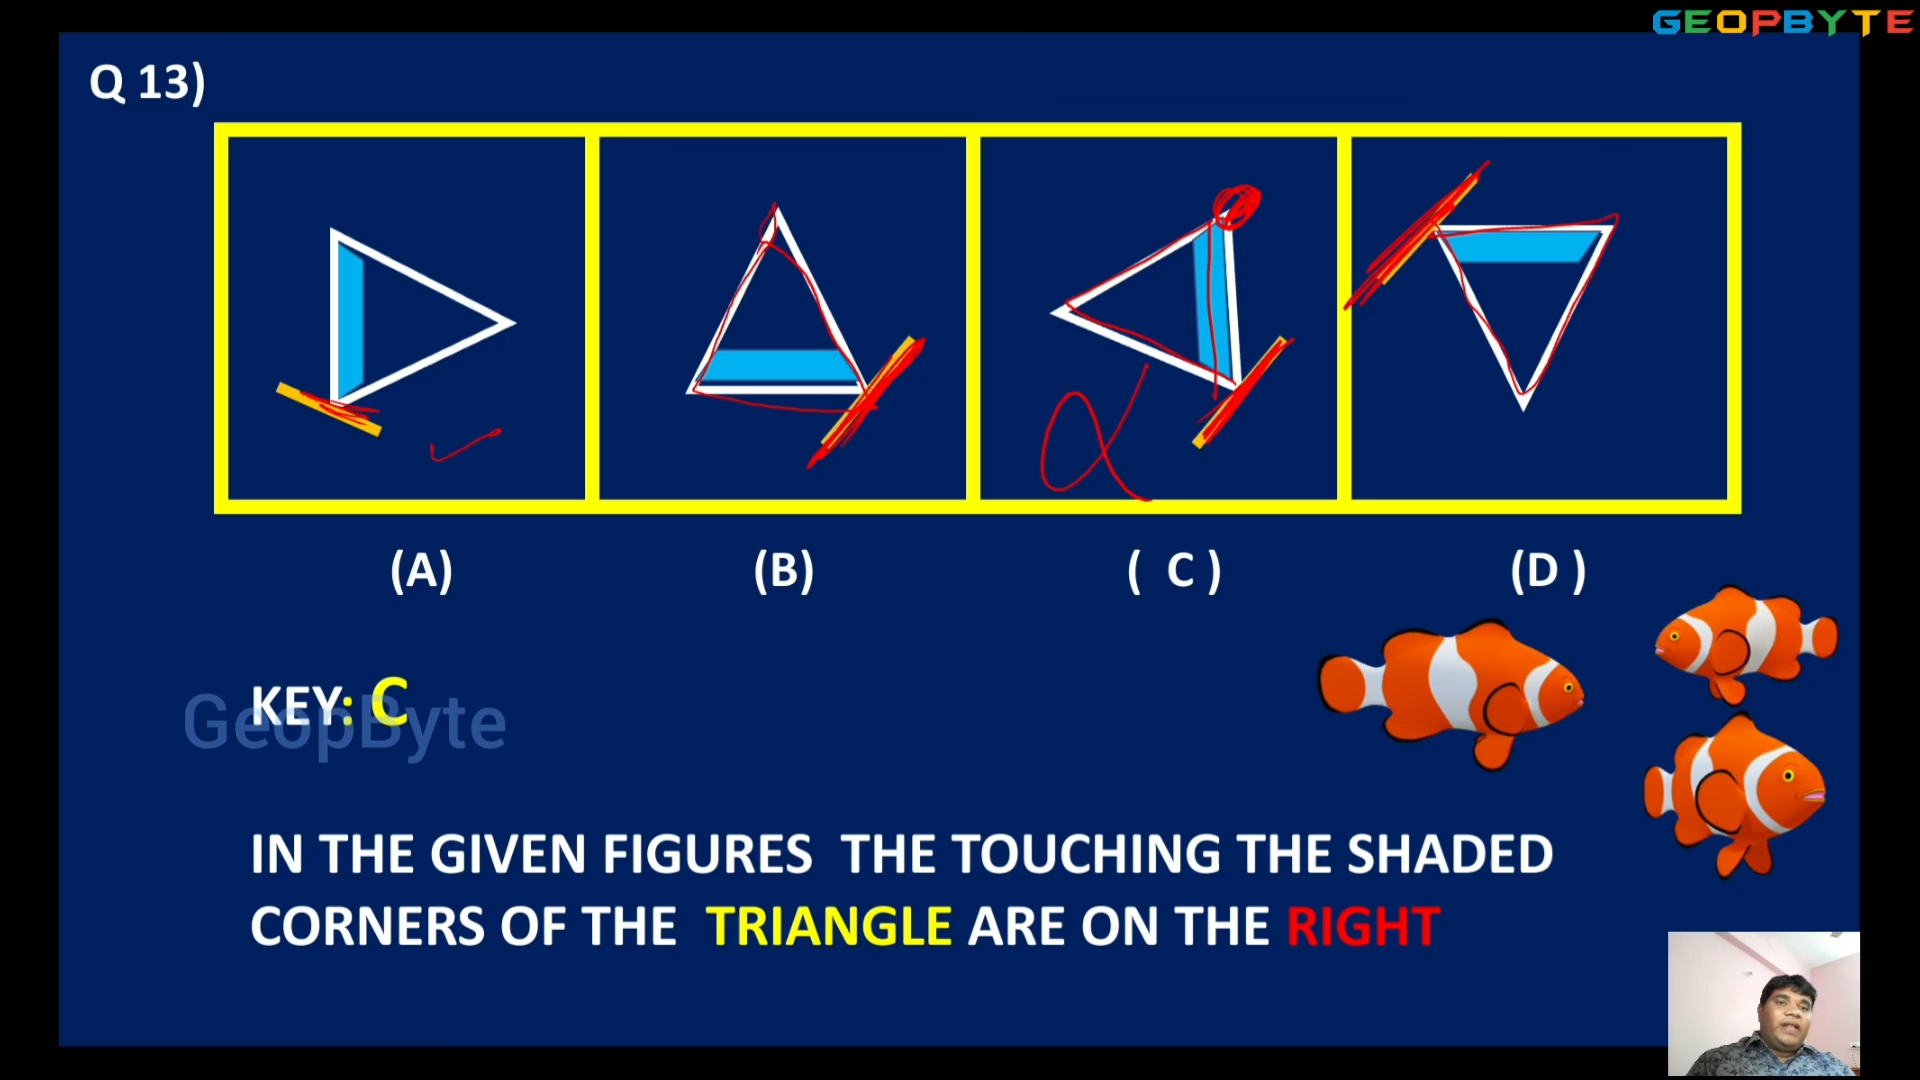 GEOPBYTE
Q 13)
(A) (B) ( C ) (D )
KEY: C
GeopByte
IN THE GIVEN FIGURES THE TOUCHING THE SHADED
CORNERS OF THE TRIANGLE ARE ON THE RIGHT